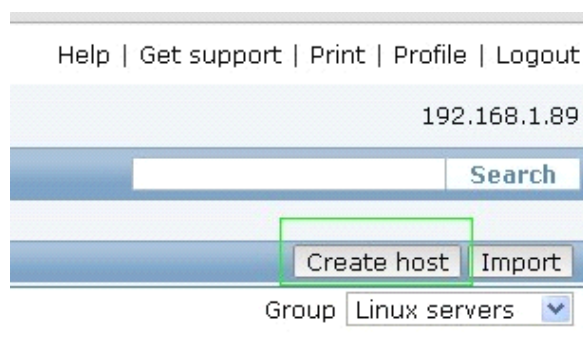 Help | Get support | Print | Profile | Logout
192.168.1.89
Search
Create host Import
Group Linux servers